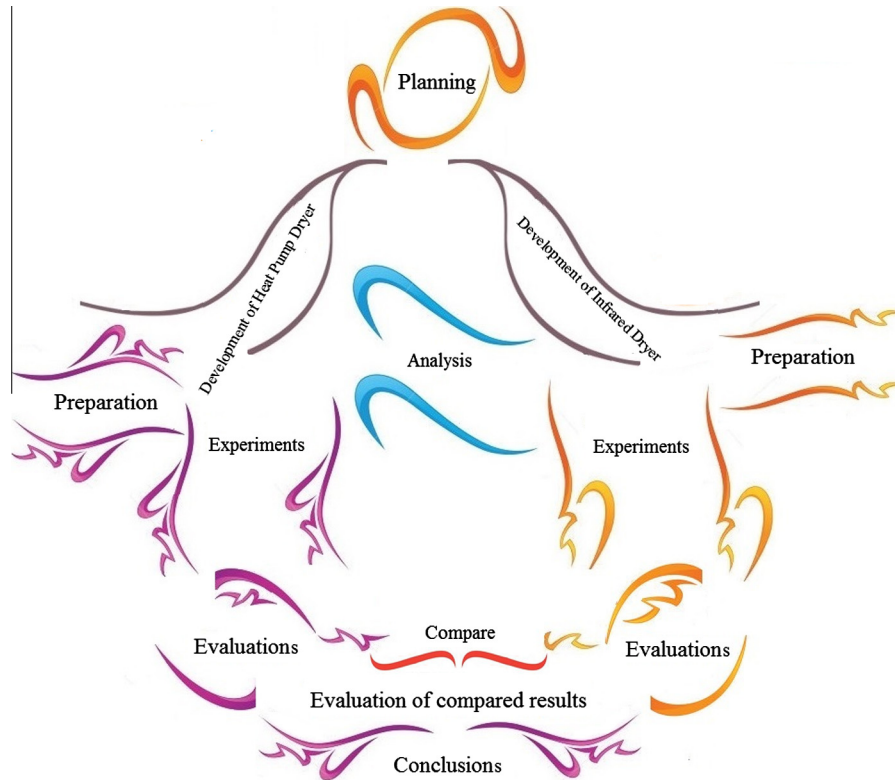 Planning
Development of Heat Pump Dryer
Development of Infrared Dryer
Analysis
Preparation
Preparation
Experiments
Experiments
Evaluations
Compare
Evaluations
Evaluation of compared results
Conclusions